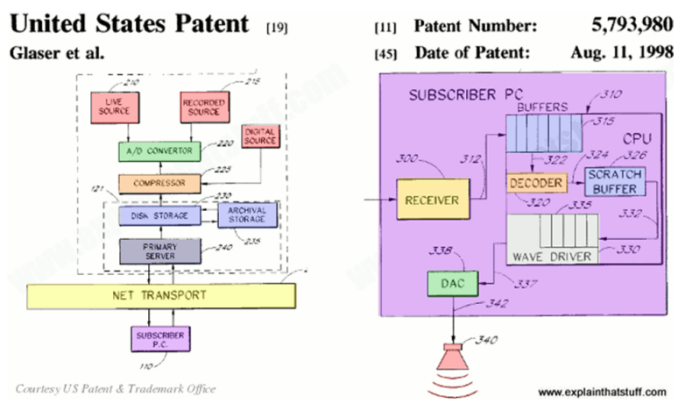 United States Patent [19]
Glaser et al.
[11] Patent Number: 5,793,980
[45] Date of Patent: Aug. 11, 1998
210
215
LIVE
SOURCE
RECORDED
SOURCE
DIGITAL
SOURCE
A/D CONVERTOR
220
225
COMPRESSOR
121
230
DISK STORAGE
ARCHIVAL
STORAGE
235
PRIMARY
SERVER
240
NET TRANSPORT
SUBSCRIBER
P.C.
110
SUBSCRIBER PC
BUFFERS
310
315
CPU
300
312
322
324
326
RECEIVER
DECODER
320
SCRATCH
BUFFER
332
335
330
WAVE DRIVER
338
337
DAC
342
340
Courtesy US Patent & Trademark Office
www.explainthatstuff.com